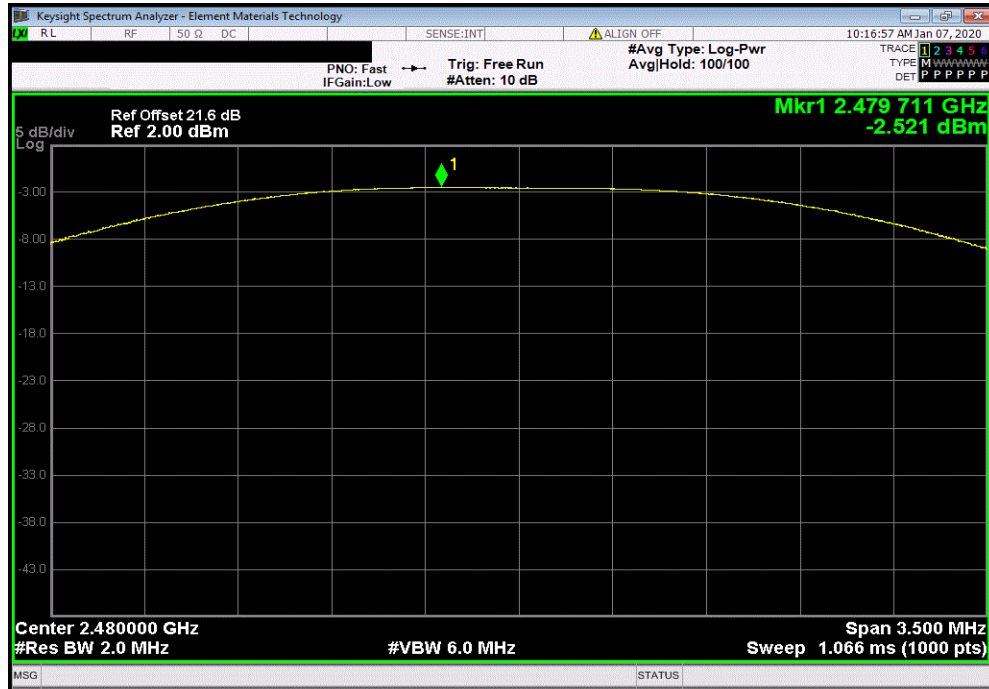 Keysight Spectrum Analyzer - Element Materials Technology
LXI RL RF 50 Ω DC SENSE:INT ALIGN OFF 10:16:57 AM Jan 07, 2020
PNO: Fast Trig: Free Run #Avg Type: Log-Pwr TRACE 1 2 3 4 5 6
IFGain:Low #Atten: 10 dB Avg|Hold: 100/100 TYPE M WWWWW
DET P P P P P P
Mkr1 2.479 711 GHz
-2.521 dBm
Ref Offset 21.6 dB
5 dB/div Ref 2.00 dBm
Log
1
-3.00
-8.00
-13.0
-18.0
-23.0
-28.0
-33.0
-38.0
-43.0
Center 2.480000 GHz Span 3.500 MHz
#Res BW 2.0 MHz #VBW 6.0 MHz Sweep 1.066 ms (1000 pts)
MSG STATUS